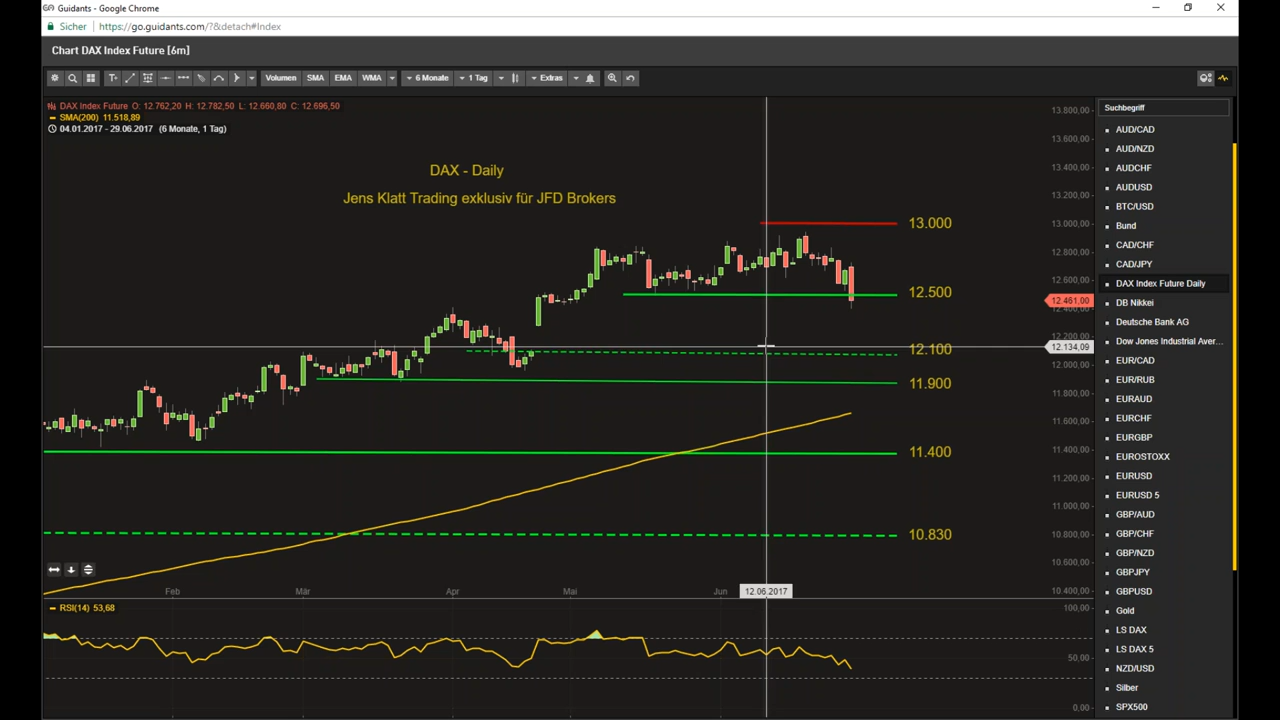 Guidants - Google Chrome
Sicher https://go.guidants.com/?&detach#Index
Chart DAX Index Future [6m]
T+ Volumen SMA EMA WMA 6 Monate 1 Tag Extras
DAX Index Future O: 12.762,20 H: 12.782,50 L: 12.660,80 C: 12.696,50
SMA(200) 11.518,89
04.01.2017 - 29.06.2017 (6 Monate, 1 Tag)
DAX - Daily
Jens Klatt Trading exklusiv für JFD Brokers
13.000
12.500
12.100
11.900
11.400
10.830
13.800,00
13.600,00
13.400,00
13.200,00
13.000,00
12.800,00
12.600,00
12.461,00
12.400,00
12.200,00
12.134,09
12.000,00
11.800,00
11.600,00
11.400,00
11.200,00
11.000,00
10.800,00
10.600,00
10.400,00
Feb Mär Apr Mai Jun 12.06.2017
RSI(14) 53,68
100,00
50,00
0,00
Suchbegriff
AUD/CAD
AUD/NZD
AUDCHF
AUDUSD
BTC/USD
Bund
CAD/CHF
CAD/JPY
DAX Index Future Daily
DB Nikkei
Deutsche Bank AG
Dow Jones Industrial Aver...
EUR/CAD
EUR/RUB
EURAUD
EURCHF
EURGBP
EUROSTOXX
EURUSD
EURUSD 5
GBP/AUD
GBP/CHF
GBP/NZD
GBPJPY
GBPUSD
Gold
LS DAX
LS DAX 5
NZD/USD
Silber
SPX500